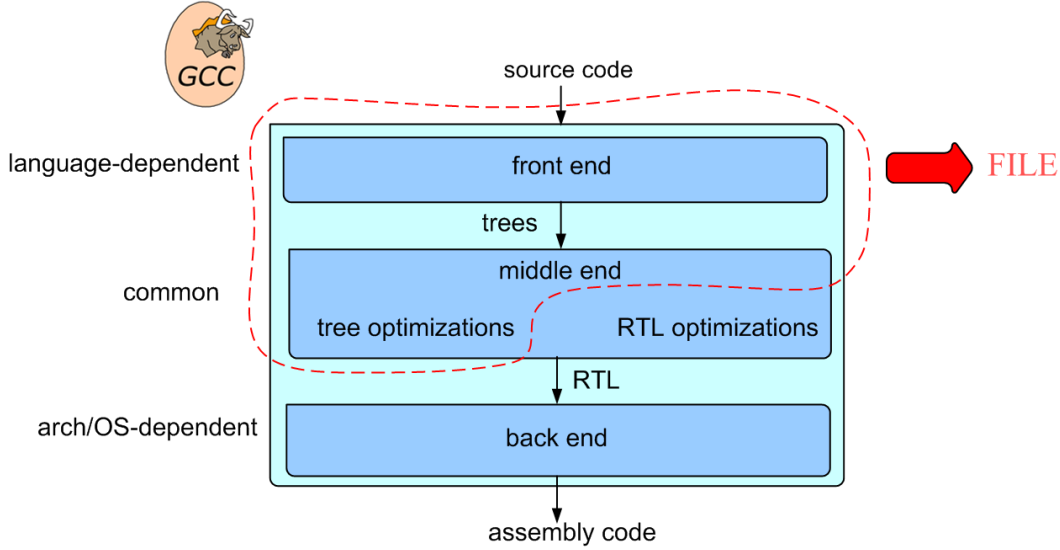 GCC
source code
language-dependent
front end
FILE
trees
middle end
common
tree optimizations
RTL optimizations
RTL
arch/OS-dependent
back end
assembly code